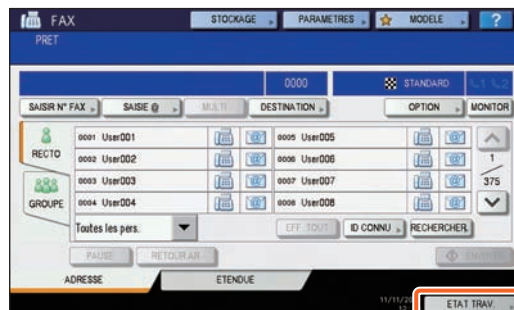 FAX STOCKAGE PARAMETRES MODELE ?
PRET
0000 STANDARD L1 L2
SAISIR N° FAX SAISIE @ MULTI DESTINATION OPTION MONITOR
RECTO
GROUPE
0001 User001 0005 User005
0002 User002 0006 User006
0003 User003 0007 User007
0004 User004 0008 User008
1
375
Toutes les pers. EFF. TOUT ID CONNU RECHERCHER
PAUSE RETOUR AR
ADRESSE ETENDUE
ETAT TRAV.